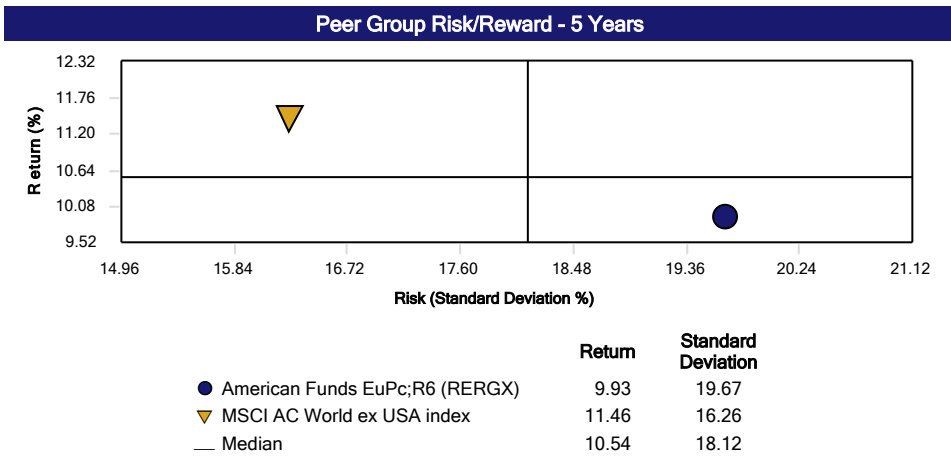 Peer Group Risk/Reward - 5 Years
12.32
11.76
11.20
10.64
10.08
9.52
Return (%)
14.96 15.84 16.72 17.60 18.48 19.36 20.24 21.12
Risk (Standard Deviation %)
Return Standard Deviation
American Funds EuPc;R6 (RERGX) 9.93 19.67
MSCI AC World ex USA index 11.46 16.26
Median 10.54 18.12